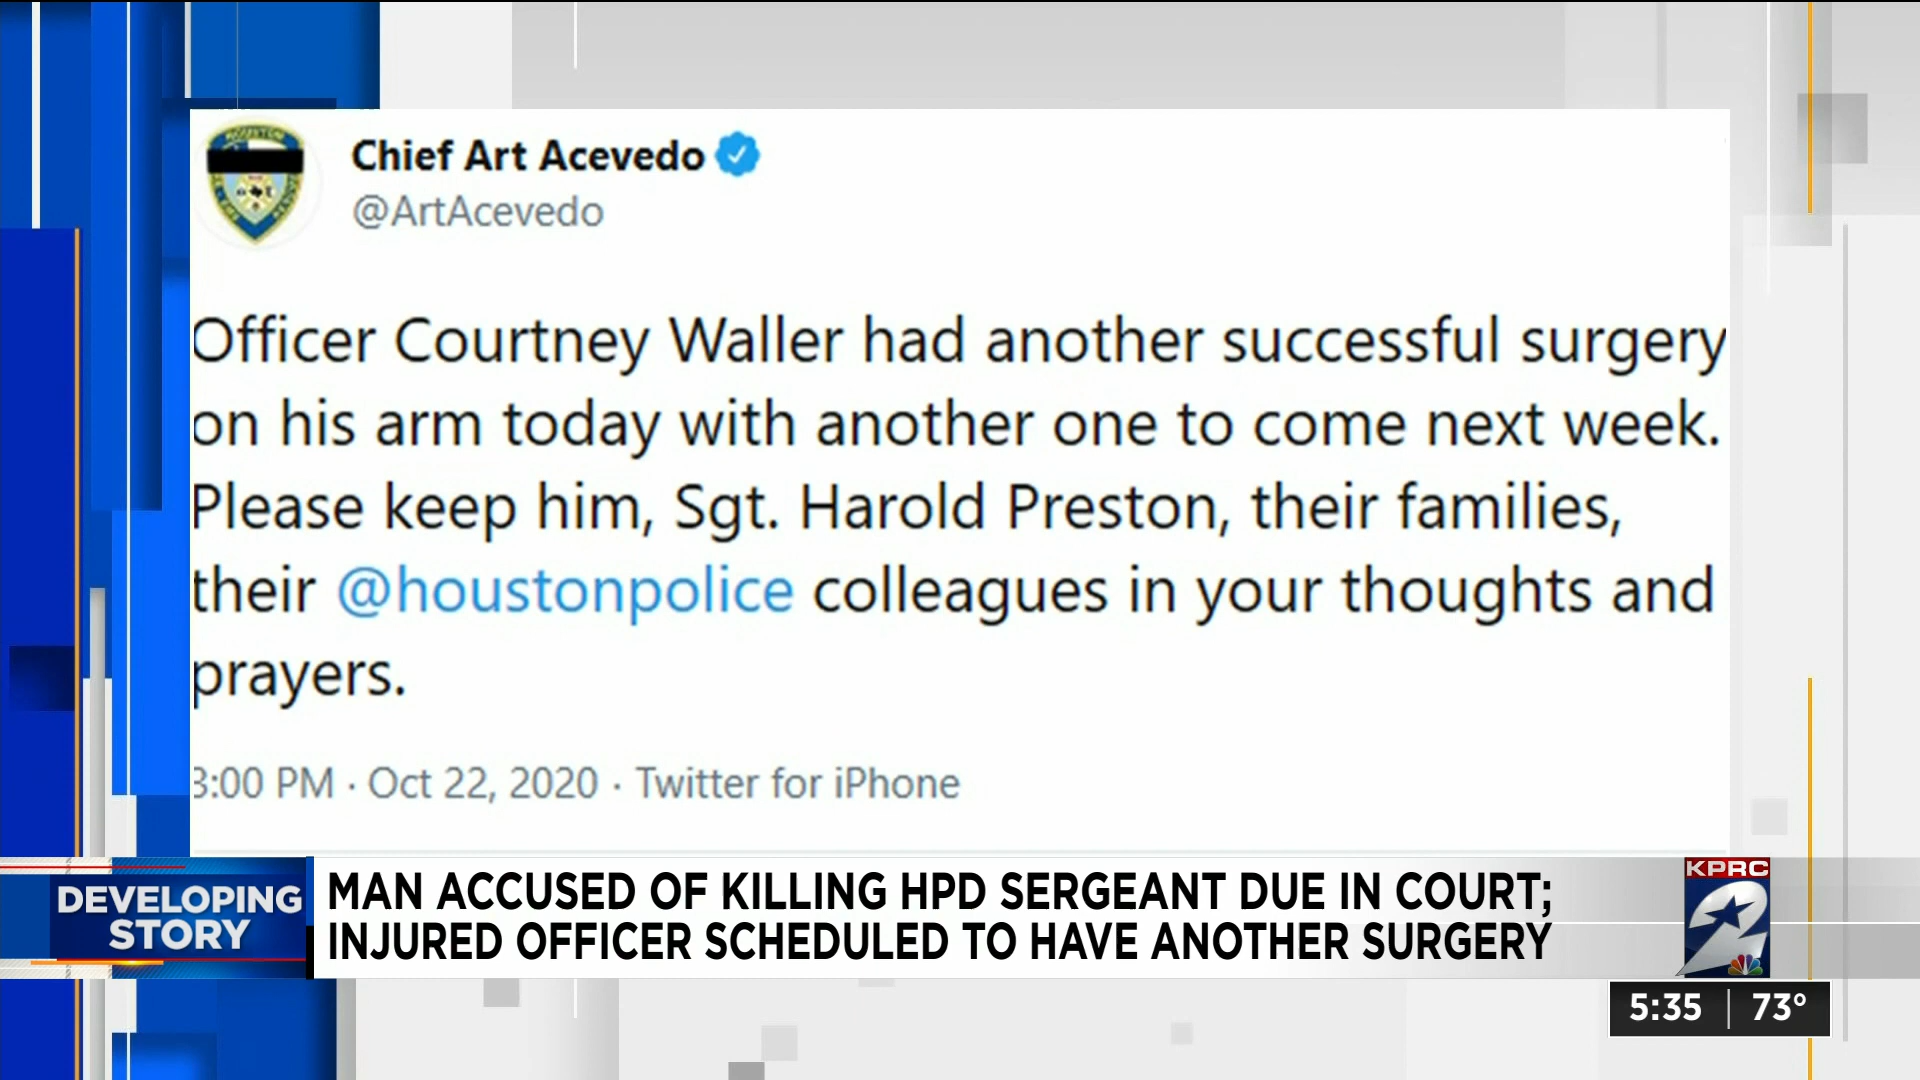 Chief Art Acevedo
@ArtAcevedo
Officer Courtney Waller had another successful surgery
on his arm today with another one to come next week.
Please keep him, Sgt. Harold Preston, their families,
their @houstonpolice colleagues in your thoughts and
prayers.
3:00 PM · Oct 22, 2020 · Twitter for iPhone
DEVELOPING
STORY
MAN ACCUSED OF KILLING HPD SERGEANT DUE IN COURT;
INJURED OFFICER SCHEDULED TO HAVE ANOTHER SURGERY
KPRC
2
5:35 73°